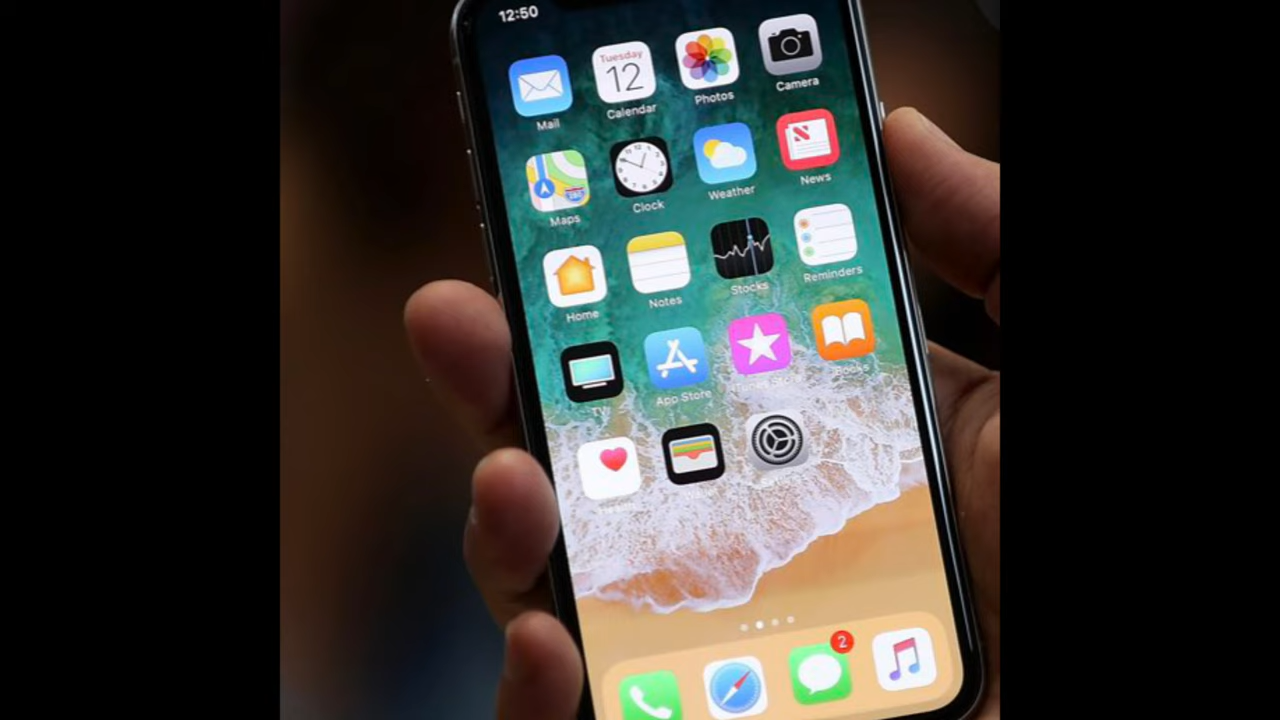 12:50
Mail
Tuesday
12
Calendar
Photos
Camera
Maps
Clock
Weather
News
Home
Notes
Stocks
Reminders
TV
App Store
2